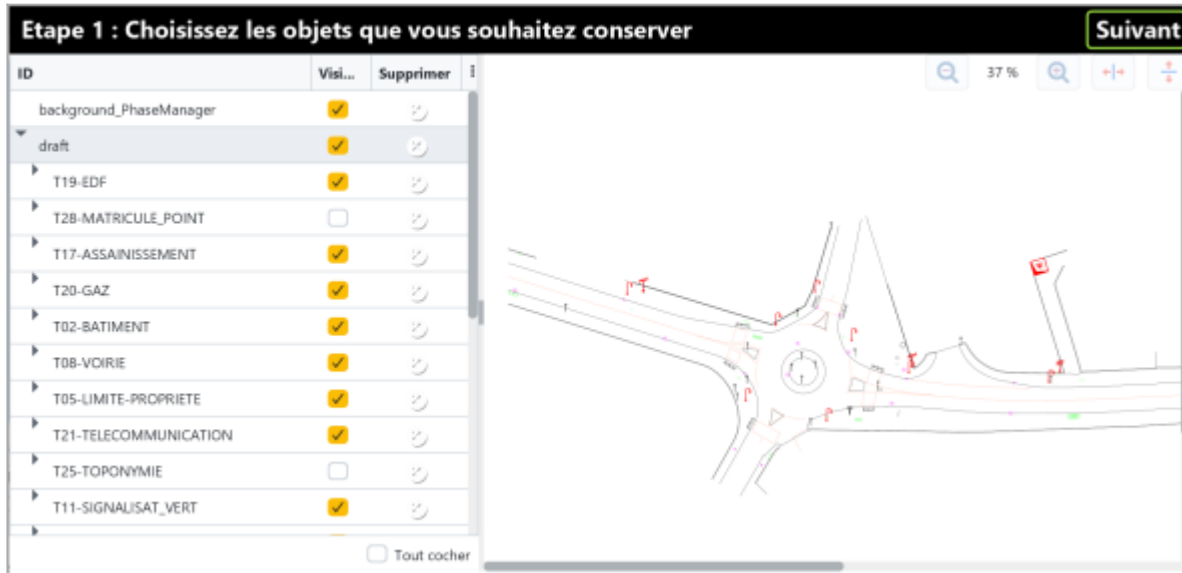 Etape 1 : Choisissez les objets que vous souhaitez conserver
Suivant
ID Visi... Supprimer
37 %
background_PhaseManager
draft
T19-EDF
T28-MATRICULE_POINT
T17-ASSAINISSEMENT
T20-GAZ
T02-BATIMENT
T08-VOIRIE
T05-LIMITE-PROPRIETE
T21-TELECOMMUNICATION
T25-TOPONYMIE
T11-SIGNALISAT_VERT
Tout cocher